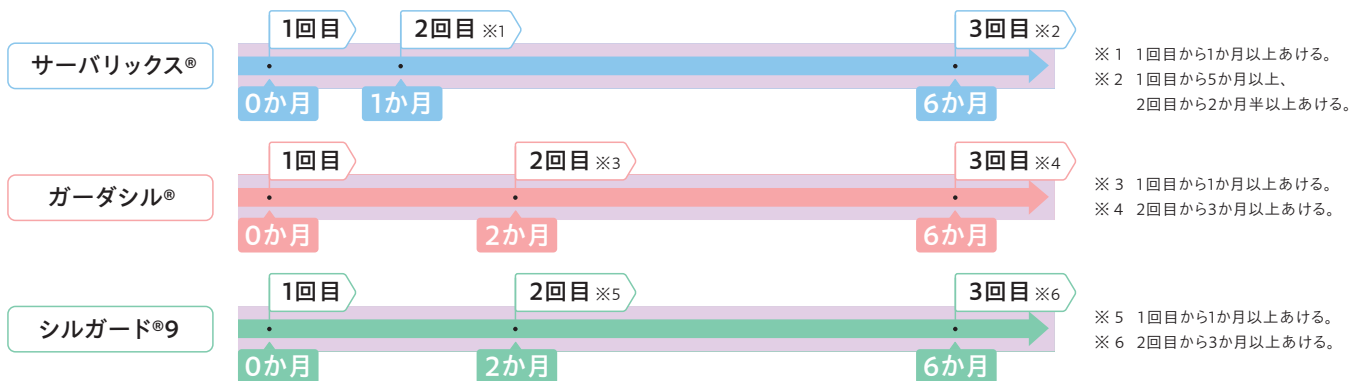 サーバリックス®
1回目
2回目 ※1
3回目 ※2
0か月
1か月
6か月
※1 1回目から1か月以上あける。
※2 1回目から5か月以上、
2回目から2か月半以上あける。
ガーダシル®
1回目
2回目 ※3
3回目 ※4
0か月
2か月
6か月
※3 1回目から1か月以上あける。
※4 2回目から3か月以上あける。
シルガード®9
1回目
2回目 ※5
3回目 ※6
0か月
2か月
6か月
※5 1回目から1か月以上あける。
※6 2回目から3か月以上あける。